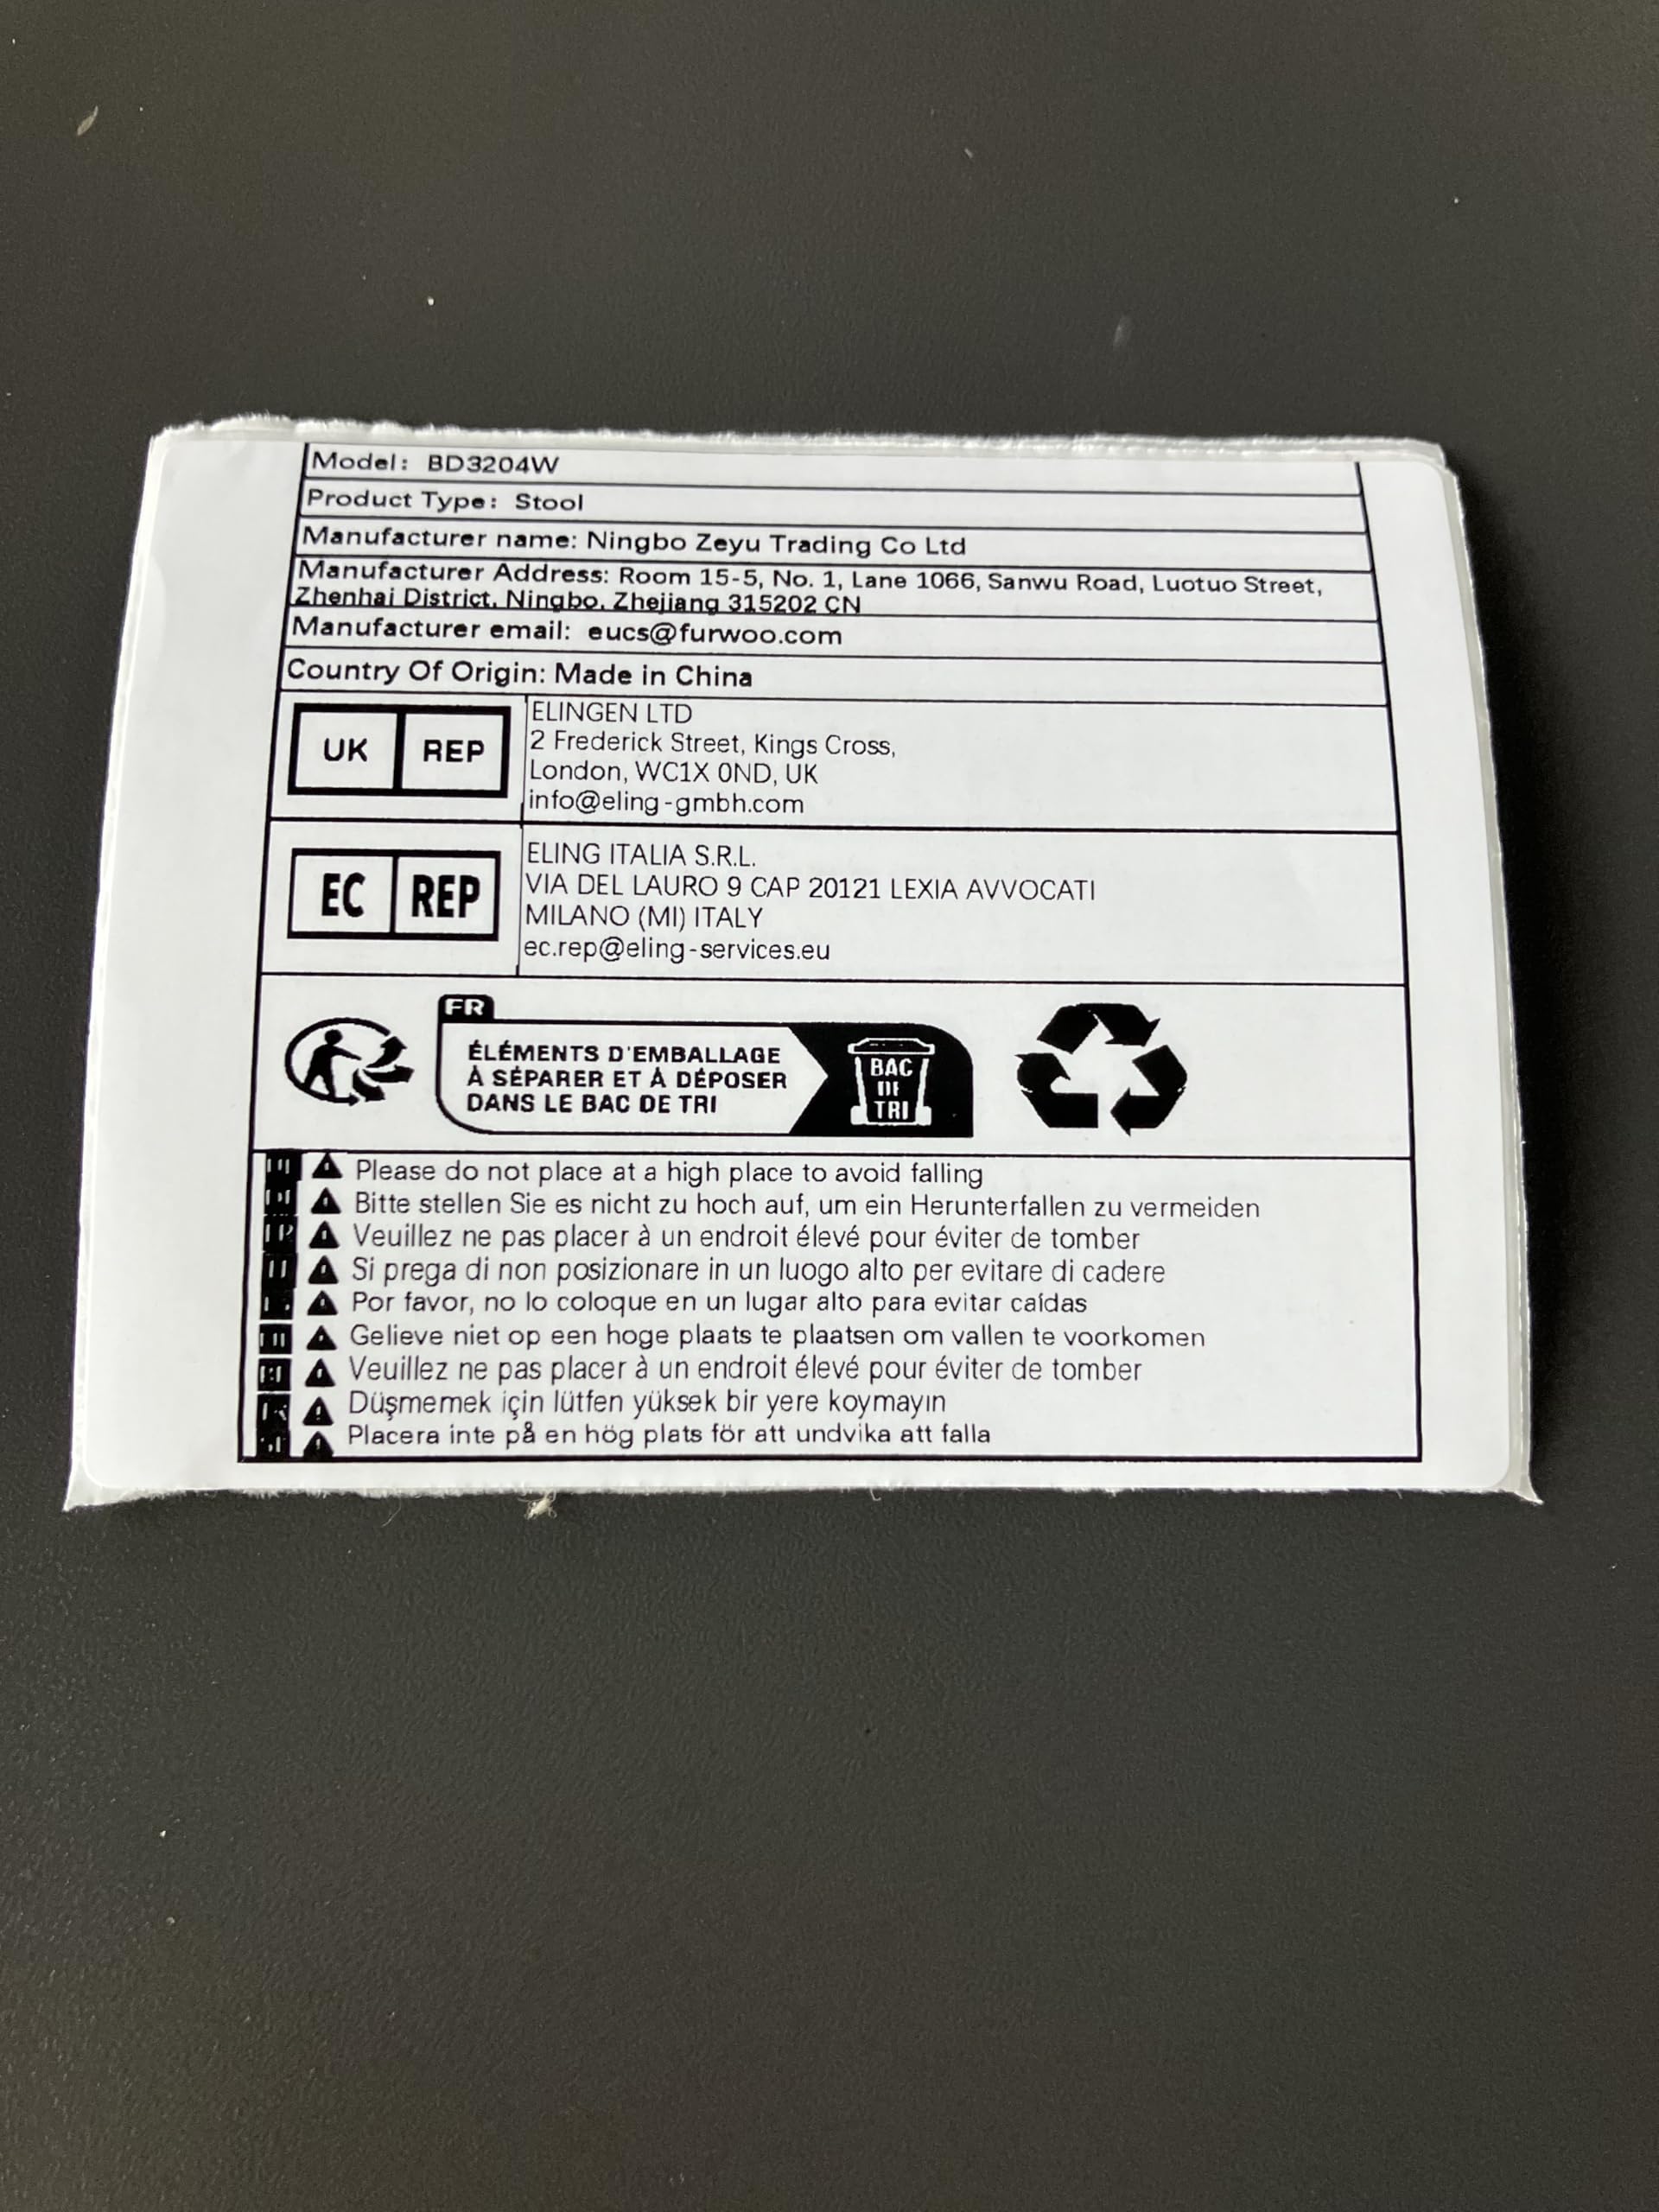 Model: BD3204W
Product Type: Stool
Manufacturer name: Ningbo Zeyu Trading Co Ltd
Manufacturer Address: Room 15-5, No. 1, Lane 1066, Sanwu Road, Luotuo Street,
Zhenhai District, Ningbo, Zhejiang 315202 CN
Manufacturer email: eucs@furwoo.com
Country Of Origin: Made in China
UK REP
ELINGEN LTD
2 Frederick Street, Kings Cross,
London, WC1X 0ND, UK
info@eling-gmbh.com
EC REP
ELING ITALIA S.R.L.
VIA DEL LAURO 9 CAP 20121 LEXIA AVVOCATI
MILANO (MI) ITALY
ec.rep@eling-services.eu
FR
ÉLÉMENTS D'EMBALLAGE
À SÉPARER ET À DÉPOSER
DANS LE BAC DE TRI
BAC
DE
TRI
Please do not place at a high place to avoid falling
Bitte stellen Sie es nicht zu hoch auf, um ein Herunterfallen zu vermeiden
Veuillez ne pas placer à un endroit élevé pour éviter de tomber
Si prega di non posizionare in un luogo alto per evitare di cadere
Por favor, no lo coloque en un lugar alto para evitar caídas
Gelieve niet op een hoge plaats te plaatsen om vallen te voorkomen
Veuillez ne pas placer à un endroit élevé pour éviter de tomber
Düşmemek için lütfen yüksek bir yere koymayın
Placera inte på en hög plats för att undvika att falla